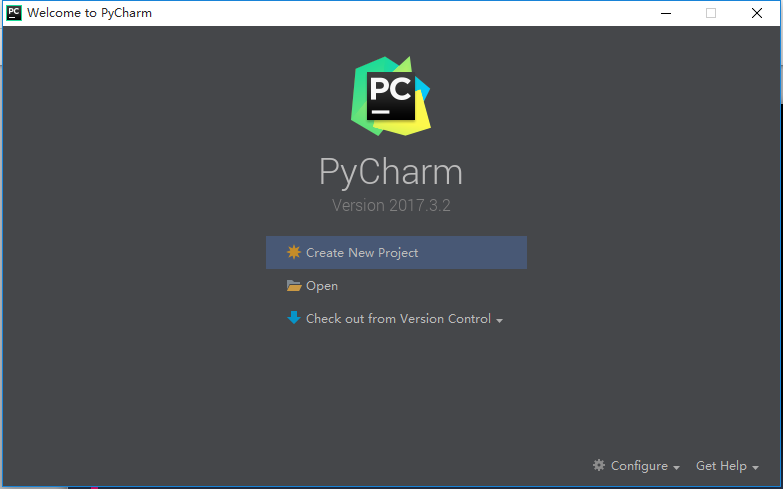 Welcome to PyCharm
PC
PyCharm
Version 2017.3.2
Create New Project
Open
Check out from Version Control
Configure
Get Help